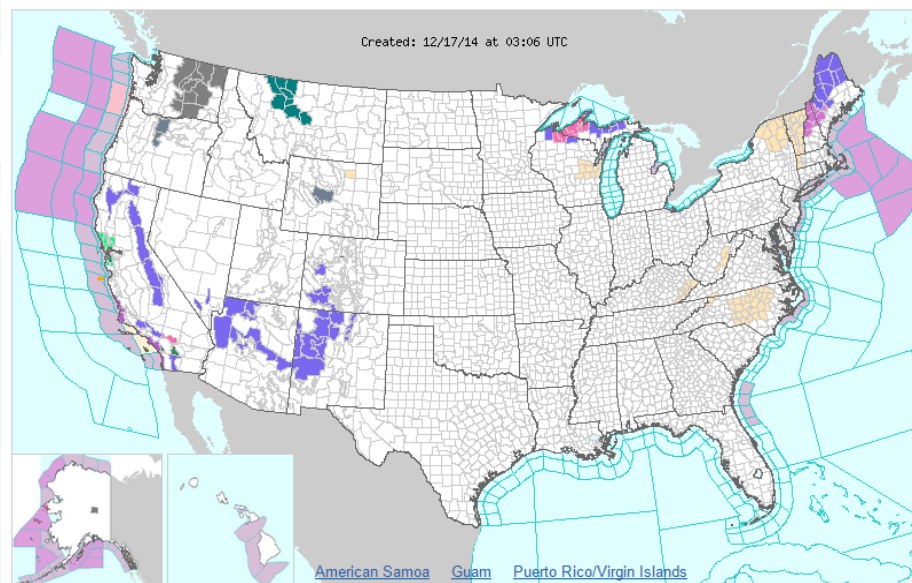 Created: 12/17/14 at 03:06 UTC
American Samoa Guam Puerto Rico/Virgin Islands